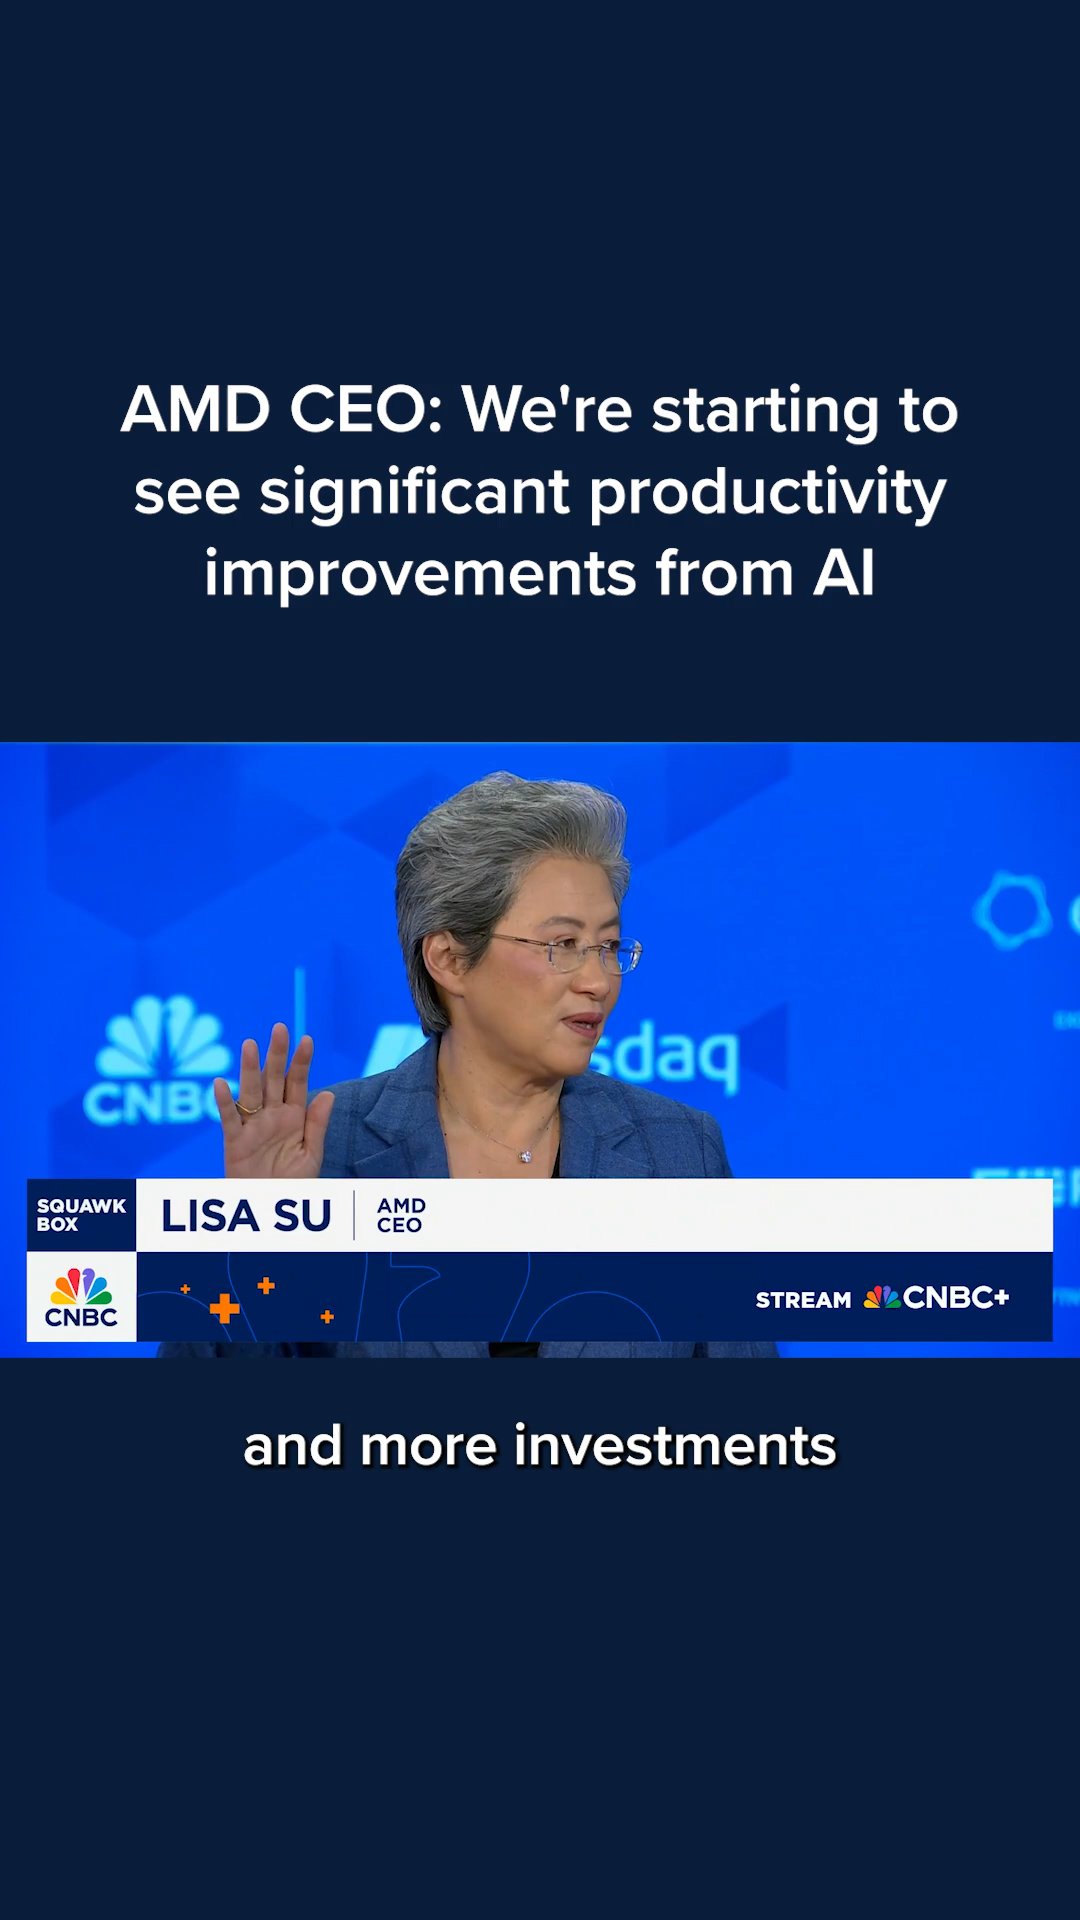 AMD CEO: We're starting to
see significant productivity
improvements from AI
CNBC
sdaq
SQUAWK
BOX
LISA SU
AMD
CEO
CNBC
STREAM CNBC+
and more investments